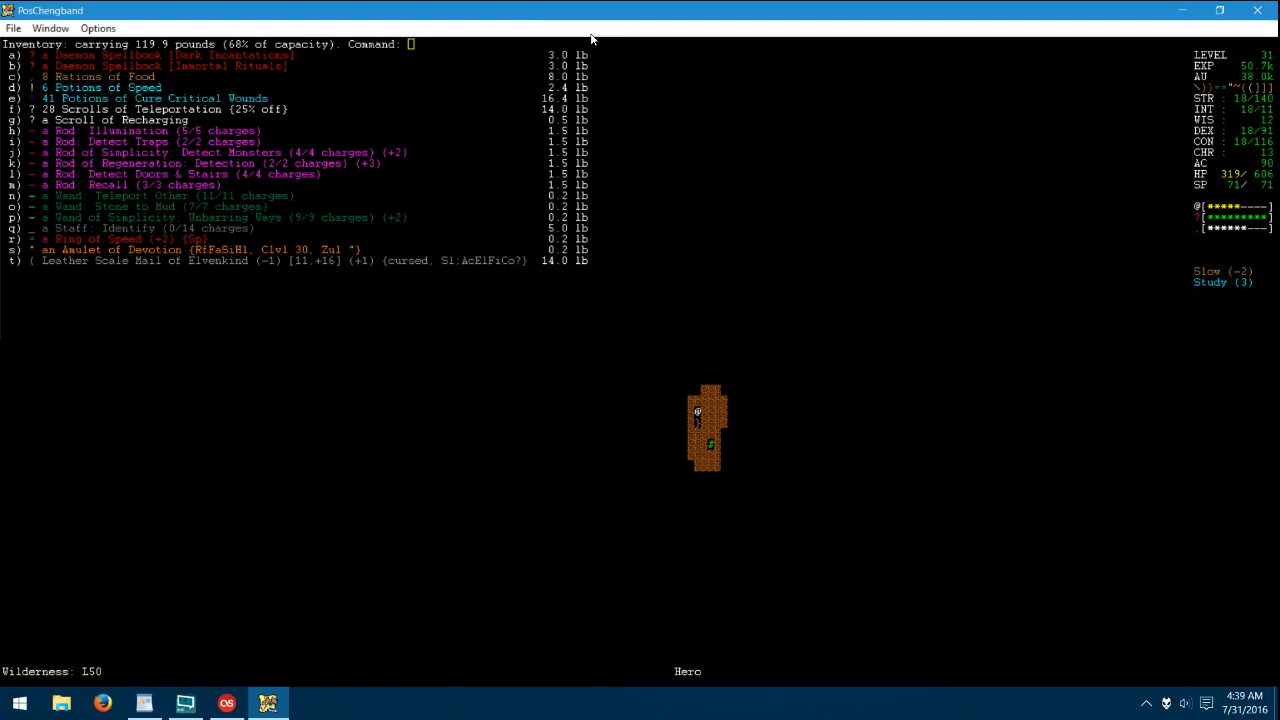 PosChengband
File Window Options
Inventory: carrying 119.9 pounds (68% of capacity). Command:
a) ? a Daemon Spellbook [Dark Incantations] 3.0 lb
b) ? a Daemon Spellbook [Immortal Rituals] 3.0 lb
c) , 8 Rations of Food 8.0 lb
d) ! 6 Potions of Speed 2.4 lb
e) ! 41 Potions of Cure Critical Wounds 16.4 lb
f) ? 28 Scrolls of Teleportation {25% off} 14.0 lb
g) ? a Scroll of Recharging 0.5 lb
h) - a Rod: Illumination (5/5 charges) 1.5 lb
i) - a Rod: Detect Traps (2/2 charges) 1.5 lb
j) - a Rod of Simplicity: Detect Monsters (4/4 charges) (+2) 1.5 lb
k) - a Rod of Regeneration: Detection (2/2 charges) (+3) 1.5 lb
l) - a Rod: Detect Doors & Stairs (4/4 charges) 1.5 lb
m) - a Rod: Recall (3/3 charges) 1.5 lb
n) - a Wand: Teleport Other (11/11 charges) 0.2 lb
o) - a Wand: Stone to Mud (7/7 charges) 0.2 lb
p) - a Wand of Simplicity: Unbarring Ways (9/9 charges) (+2) 0.2 lb
q) _ a Staff: Identify (0/14 charges) 5.0 lb
r) = a Ring of Speed (+2) {Sp} 0.2 lb
s) " an Amulet of Devotion {RfFaSiHl, Clvl 30, Zul "} 0.2 lb
t) ( Leather Scale Mail of Elvenkind (-1) [11,+16] (+1) {cursed, Sl;AcElFiCo?} 14.0 lb
LEVEL 31
EXP 50.7k
AU 38.0k
\)}=="~((]]]
STR : 18/140
INT : 18/11
WIS : 12
DEX : 18/91
CON : 18/116
CHR : 13
AC 90
HP 319/ 606
SP 71/ 71
@[*****----]
?[*********]
,[******---]
Slow (-2)
Study (3)
@
}
#
Wilderness: L50 Hero
4:39 AM
7/31/2016